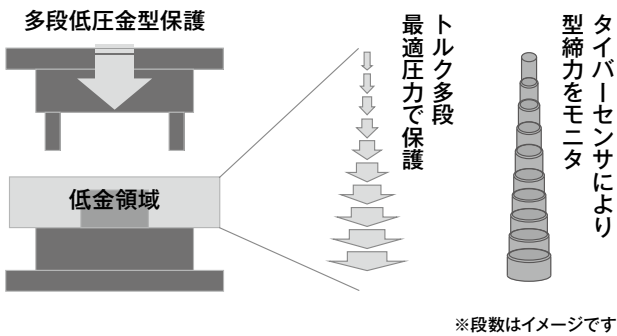 多段低圧金型保護
低金領域
トルク多段
最適圧力で保護
タイバーセンサにより
型締力をモニタ
※段数はイメージです